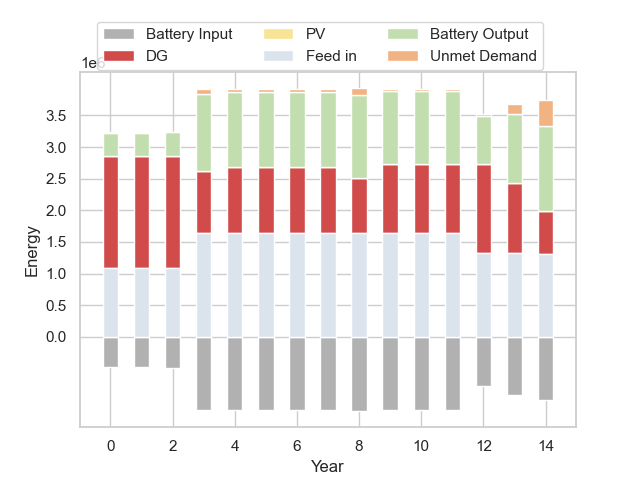 Battery Input PV Battery Output
DG Feed in Unmet Demand
1e6
3.5
3.0
2.5
2.0
1.5
1.0
0.5
0.0
Energy
0 2 4 6 8 10 12 14
Year